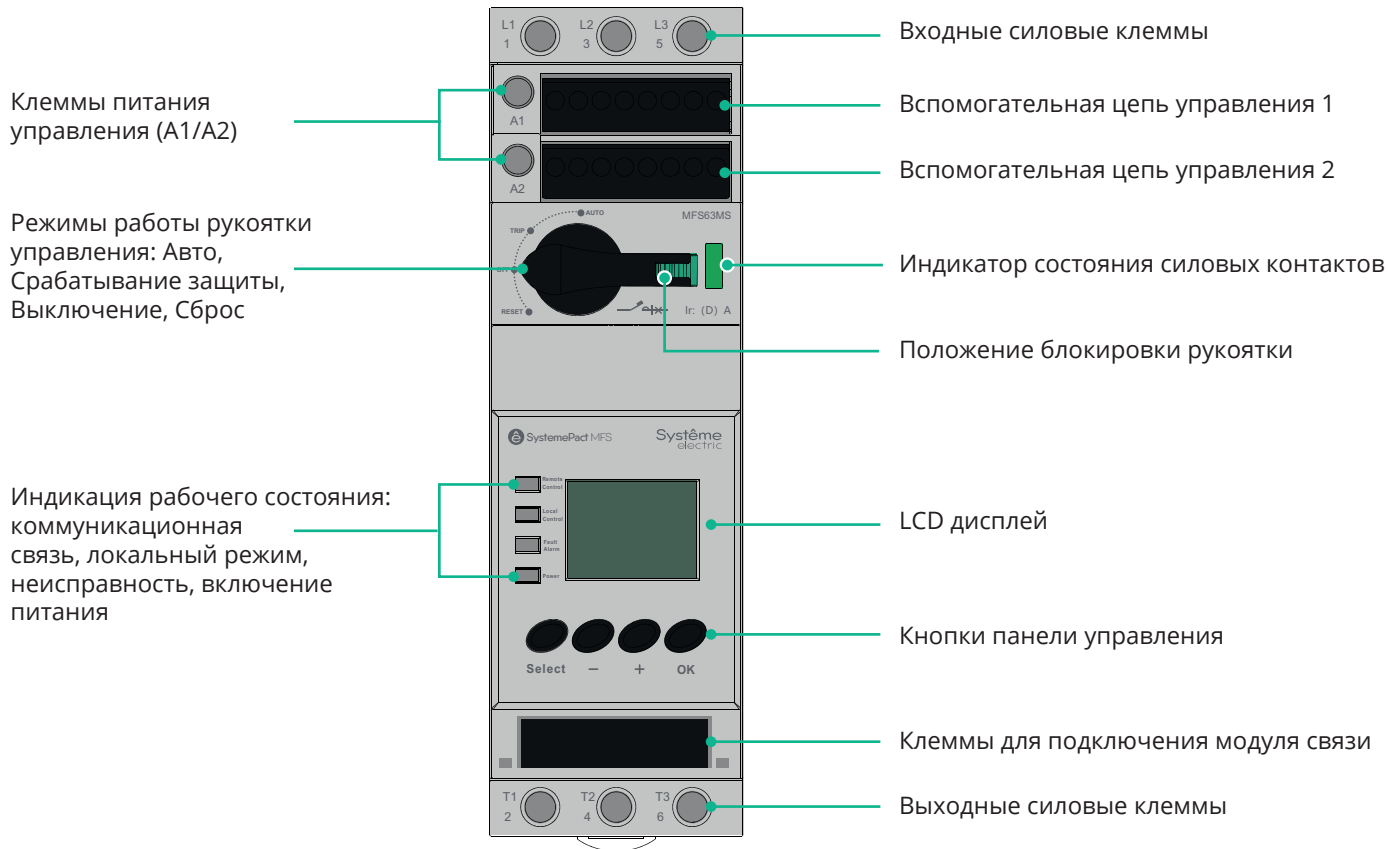 L1
L2
L3
1
3
5
Входные силовые клеммы
Клеммы питания
управления (A1/A2)
A1
Вспомогательная цепь управления 1
A2
Вспомогательная цепь управления 2
Режимы работы рукоятки
управления: Авто,
Срабатывание защиты,
Выключение, Сброс
AUTO
TRIP
RESET
MFS63MS
Ir: (D) A
Индикатор состояния силовых контактов
Положение блокировки рукоятки
SystemePact MFS
Système
electric
Индикация рабочего состояния:
коммуникационная
связь, локальный режим,
неисправность, включение
питания
Remote
Control
Local
Control
Fault
Alarm
Power
LCD дисплей
Select
−
+
OK
Кнопки панели управления
Клеммы для подключения модуля связи
T1
T2
T3
2
4
6
Выходные силовые клеммы